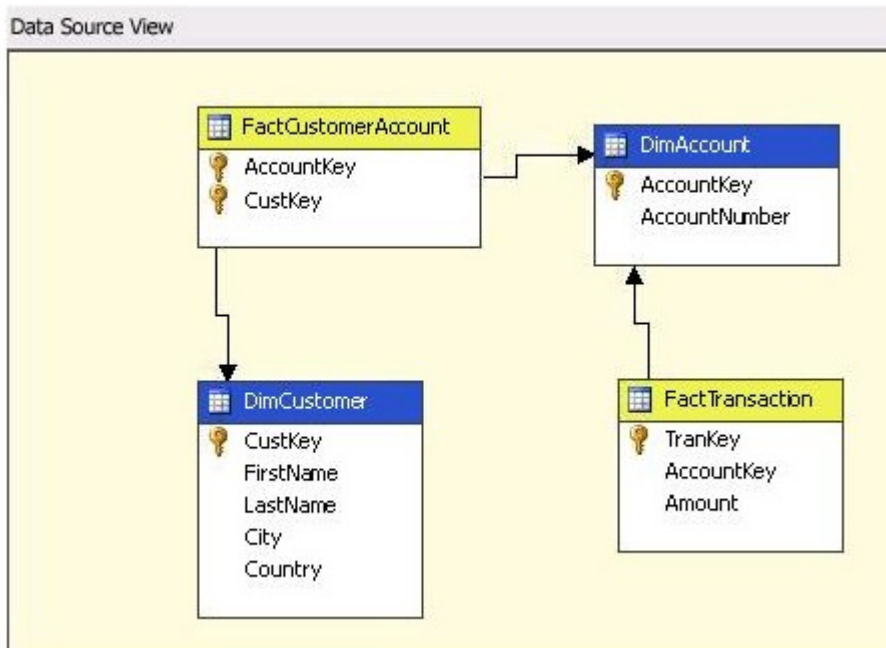 Data Source View
FactCustomerAccount
AccountKey
CustKey
DimAccount
AccountKey
AccountNumber
DimCustomer
CustKey
FirstName
LastName
City
Country
FactTransaction
TranKey
AccountKey
Amount